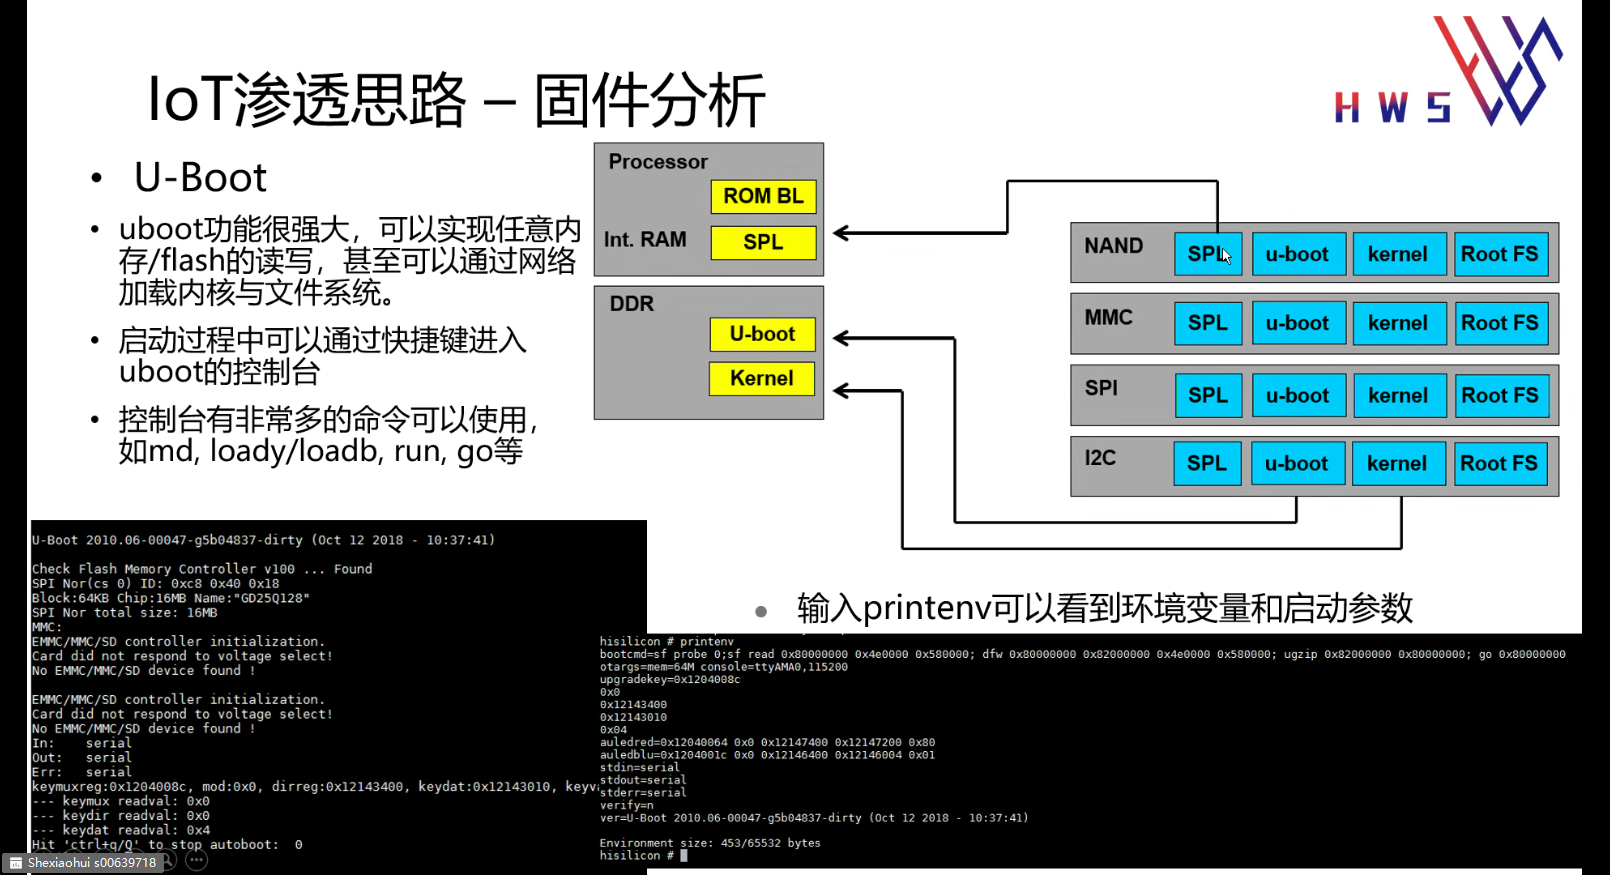 IoT渗透思路 – 固件分析
HWS
• U-Boot
• uboot功能很强大，可以实现任意内
存/flash的读写，甚至可以通过网络
加载内核与文件系统。
• 启动过程中可以通过快捷键进入
uboot的控制台
• 控制台有非常多的命令可以使用，
如md, loady/loadb, run, go等
Processor
ROM BL
Int. RAM
SPL
DDR
U-boot
Kernel
NAND SPL u-boot kernel Root FS
MMC SPL u-boot kernel Root FS
SPI SPL u-boot kernel Root FS
I2C SPL u-boot kernel Root FS
• 输入printenv可以看到环境变量和启动参数
U-Boot 2010.06-00047-g5b04837-dirty (Oct 12 2018 - 10:37:41)
Check Flash Memory Controller v100 ... Found
SPI Nor(cs 0) ID: 0xc8 0x40 0x18
Block:64KB Chip:16MB Name:"GD25Q128"
SPI Nor total size: 16MB
MMC:
EMMC/MMC/SD controller initialization.
Card did not respond to voltage select!
No EMMC/MMC/SD device found !
EMMC/MMC/SD controller initialization.
Card did not respond to voltage select!
No EMMC/MMC/SD device found !
In:    serial
Out:   serial
Err:   serial
keymuxreg:0x1204008c, mod:0x0, dirreg:0x12143400, keydat:0x12143010, keyv
--- keymux readval: 0x0
--- keydir readval: 0x0
--- keydat readval: 0x4
Hit 'ctrl+q/Q' to stop autoboot:  0
hisilicon # printenv
bootcmd=sf probe 0;sf read 0x80000000 0x4e0000 0x580000; dfw 0x80000000 0x82000000 0x4e0000 0x580000; ugzip 0x82000000 0x80000000; go 0x80000000
otargs=mem=64M console=ttyAMA0,115200
upgradekey=0x1204008c
0x0
0x12143400
0x12143010
0x04
auledred=0x12040064 0x0 0x12147400 0x12147200 0x80
auledblu=0x1204001c 0x0 0x12146400 0x12146004 0x01
stdin=serial
stdout=serial
stderr=serial
verify=n
ver=U-Boot 2010.06-00047-g5b04837-dirty (Oct 12 2018 - 10:37:41)
Environment size: 453/65532 bytes
hisilicon #
Shexiaohui s00639718